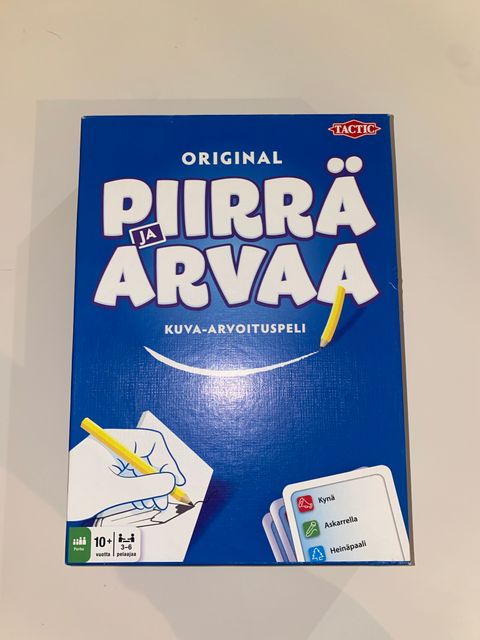 TACTIC
ORIGINAL
PIIRRÄ
JA
ARVAA
KUVA-ARVOITUSPELI
Kynä
Askarrella
Heinäpaali
Perhe
10+
vuotta
3-6
pelaajaa